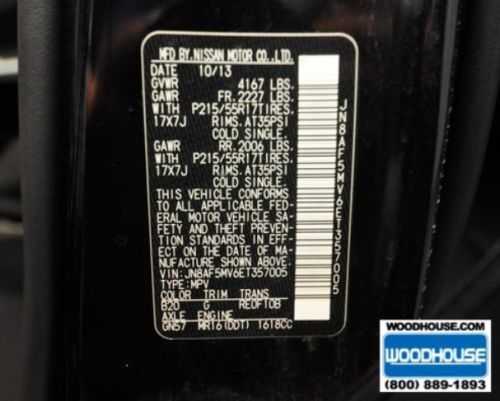 MFD BY.NISSAN MOTOR CO.,LTD.
DATE 10/13
GVWR 4167 LBS.
GAWR FR.2227 LBS.
WITH P215/55R17TIRES.
17X7J RIMS.AT35PSI
COLD SINGLE.
GAWR RR.2006 LBS.
WITH P215/55R17TIRES.
17X7J RIMS.AT35PSI
COLD SINGLE.
THIS VEHICLE CONFORMS
TO ALL APPLICABLE FED-
ERAL MOTOR VEHICLE SA-
FETY AND THEFT PREVEN-
TION STANDARDS IN EFF-
ECT ON THE DATE OF MA-
NUFACTURE SHOWN ABOVE.
VIN:JN8AF5MV6ET357005
TYPE:MPV
COLOR TRIM TRANS
B20 G RE0F10B
AXLE ENGINE
GN57 MR16(DDT) 1618CC
JN8AF5MV6ET357005
WOODHOUSE.COM
WOODHOUSE
(800) 889-1893